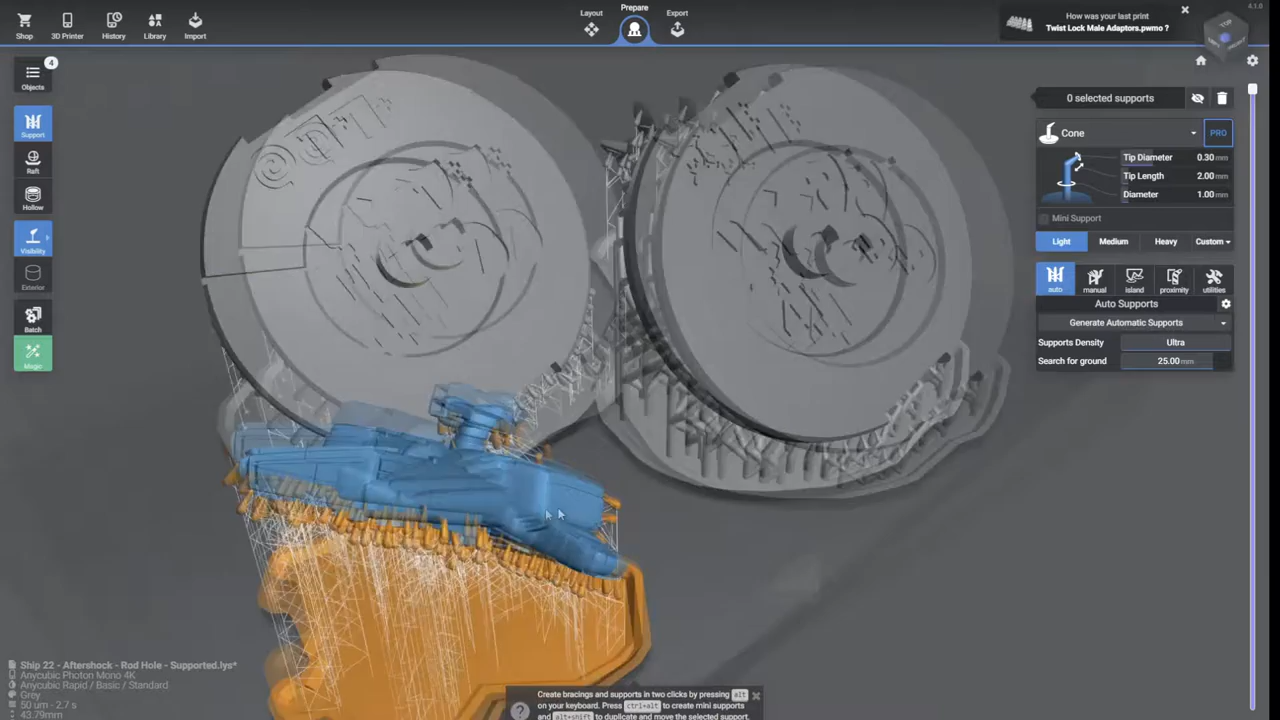 Shop
3D Printer
History
Library
Import
Layout
Prepare
Export
How was your last print
Twist Lock Male Adaptors.pwmo ?
4.1.0
TOP
4
Objects
Support
Raft
Hollow
Visibility
Exterior
Batch
Magic
0 selected supports
Cone
PRO
Tip Diameter 0.30 mm
Tip Length 2.00 mm
Diameter 1.00 mm
Mini Support
Light Medium Heavy Custom
auto manual island proximity utilities
Auto Supports
Generate Automatic Supports
Supports Density Ultra
Search for ground 25.00 mm
Ship 22 - Aftershock - Rod Hole - Supported.lys*
Anycubic Photon Mono 4K
Anycubic Rapid / Basic / Standard
Grey
50 um - 2.7 s
43.79mm
Create bracings and supports in two clicks by pressing alt
on your keyboard. Press ctrl+alt to create mini supports
and alt+shift to duplicate and move the selected support.